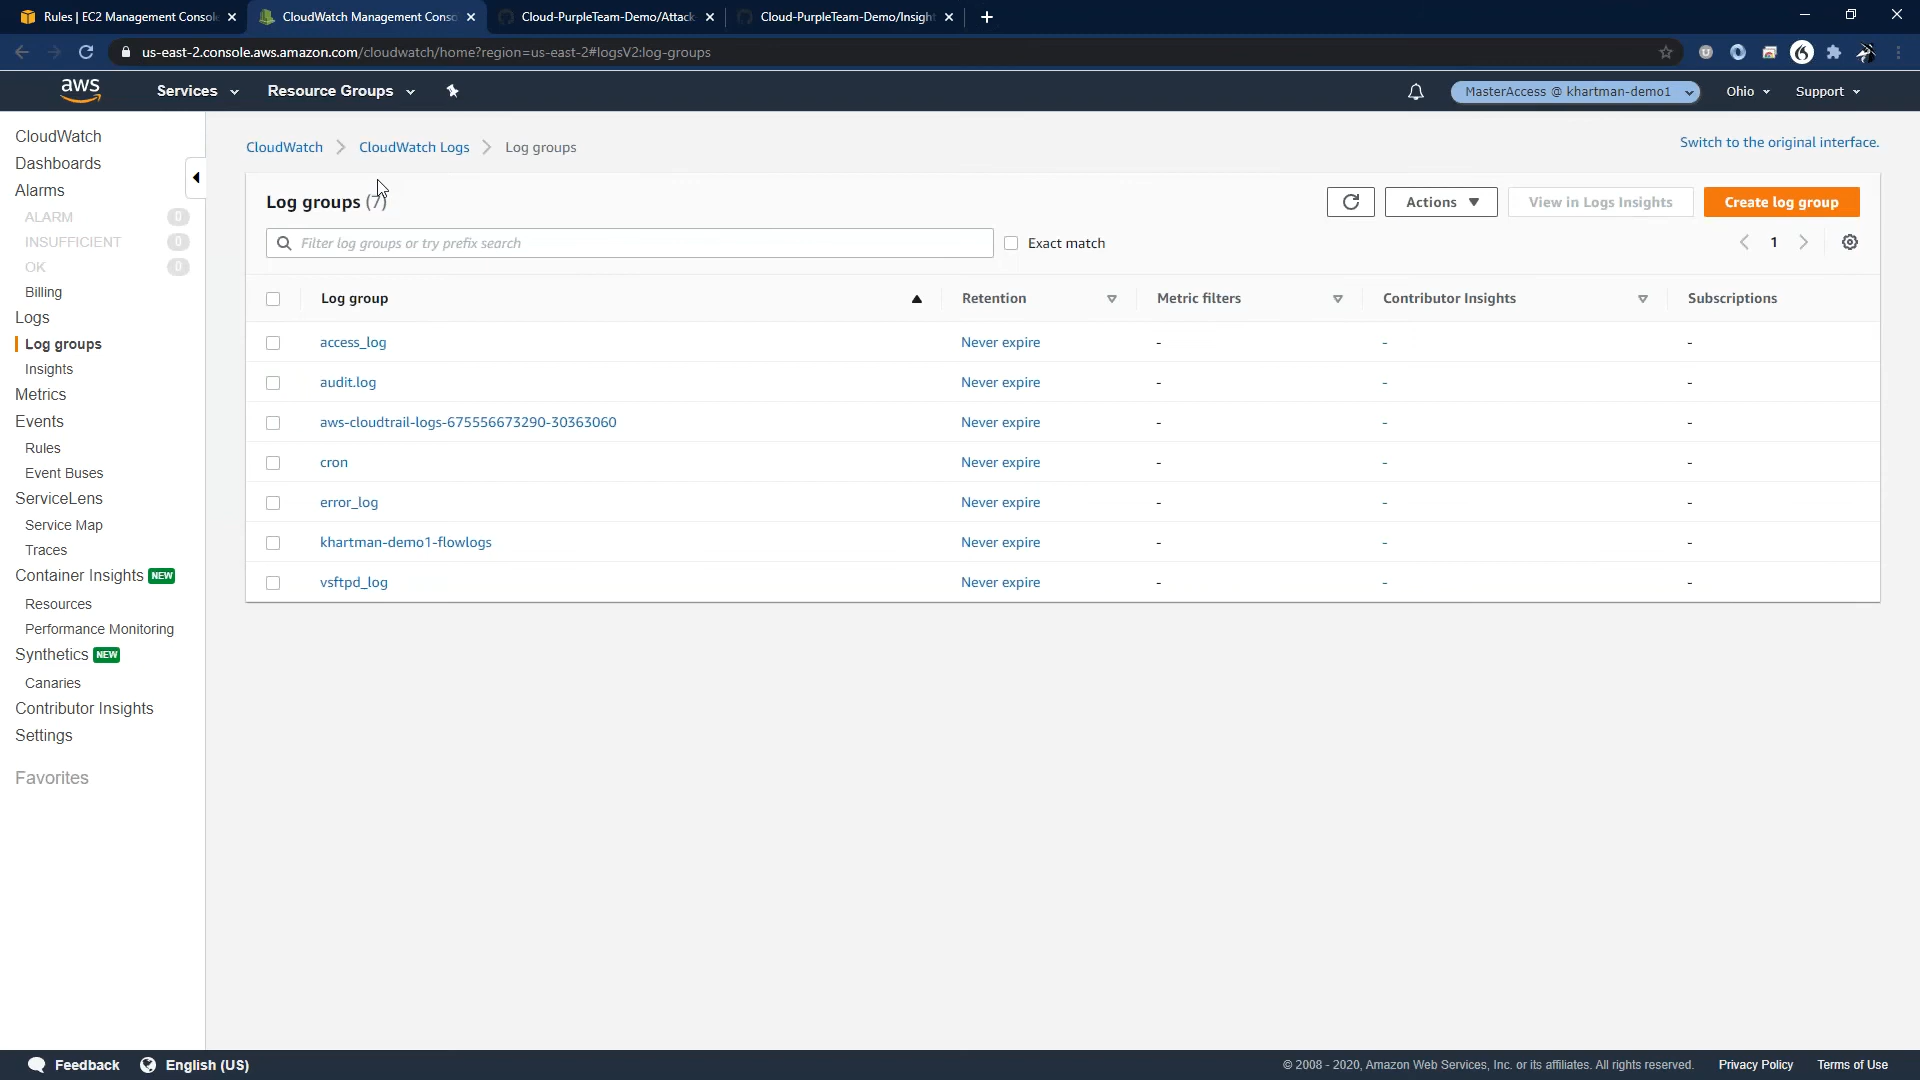 Rules | EC2 Management Console
CloudWatch Management Conso
Cloud-PurpleTeam-Demo/Attack
Cloud-PurpleTeam-Demo/Insight
us-east-2.console.aws.amazon.com/cloudwatch/home?region=us-east-2#logsV2:log-groups
aws
Services
Resource Groups
MasterAccess @ khartman-demo1
Ohio
Support
CloudWatch
Dashboards
Alarms
ALARM 0
INSUFFICIENT 0
OK 0
Billing
Logs
Log groups
Insights
Metrics
Events
Rules
Event Buses
ServiceLens
Service Map
Traces
Container Insights NEW
Resources
Performance Monitoring
Synthetics NEW
Canaries
Contributor Insights
Settings
Favorites
CloudWatch > CloudWatch Logs > Log groups
Switch to the original interface.
Log groups (7)
Actions
View in Logs Insights
Create log group
Filter log groups or try prefix search
Exact match
1
Log group Retention Metric filters Contributor Insights Subscriptions
access_log Never expire - - -
audit.log Never expire - - -
aws-cloudtrail-logs-675556673290-30363060 Never expire - - -
cron Never expire - - -
error_log Never expire - - -
khartman-demo1-flowlogs Never expire - - -
vsftpd_log Never expire - - -
Feedback
English (US)
© 2008 - 2020, Amazon Web Services, Inc. or its affiliates. All rights reserved.
Privacy Policy
Terms of Use